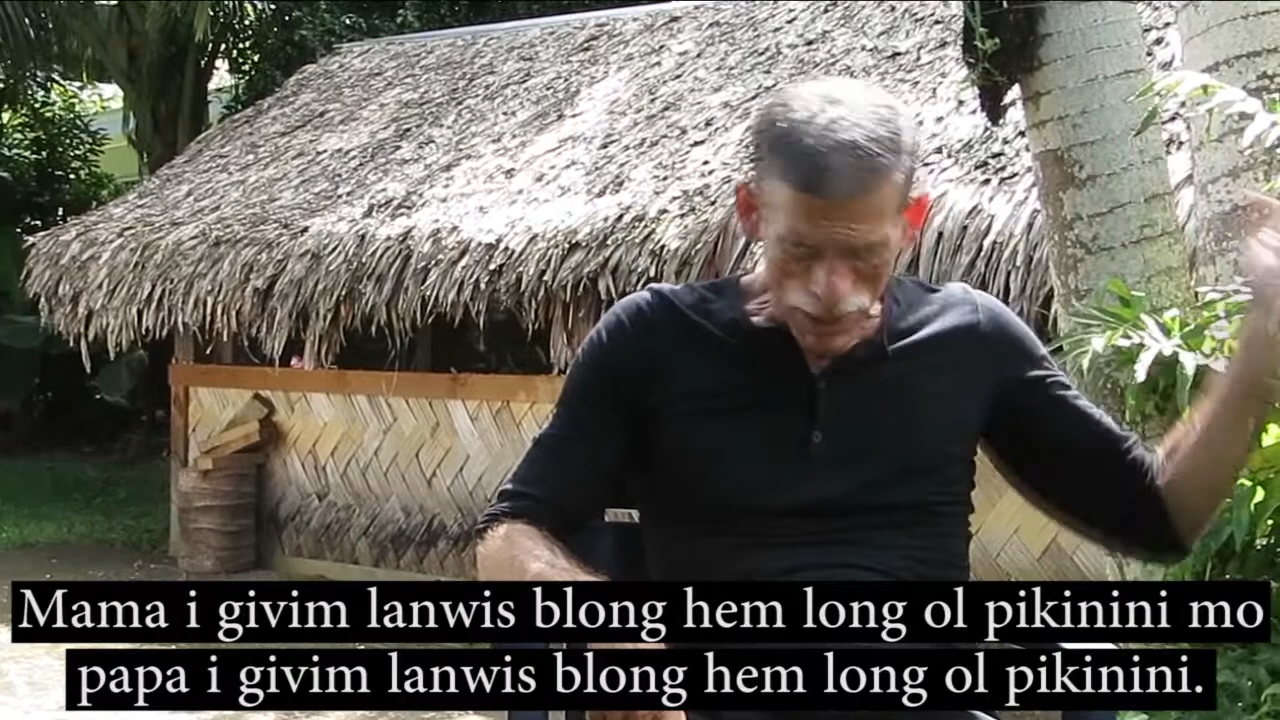 Mama i givim lanwis blong hem long ol pikinini mo
papa i givim lanwis blong hem long ol pikinini.